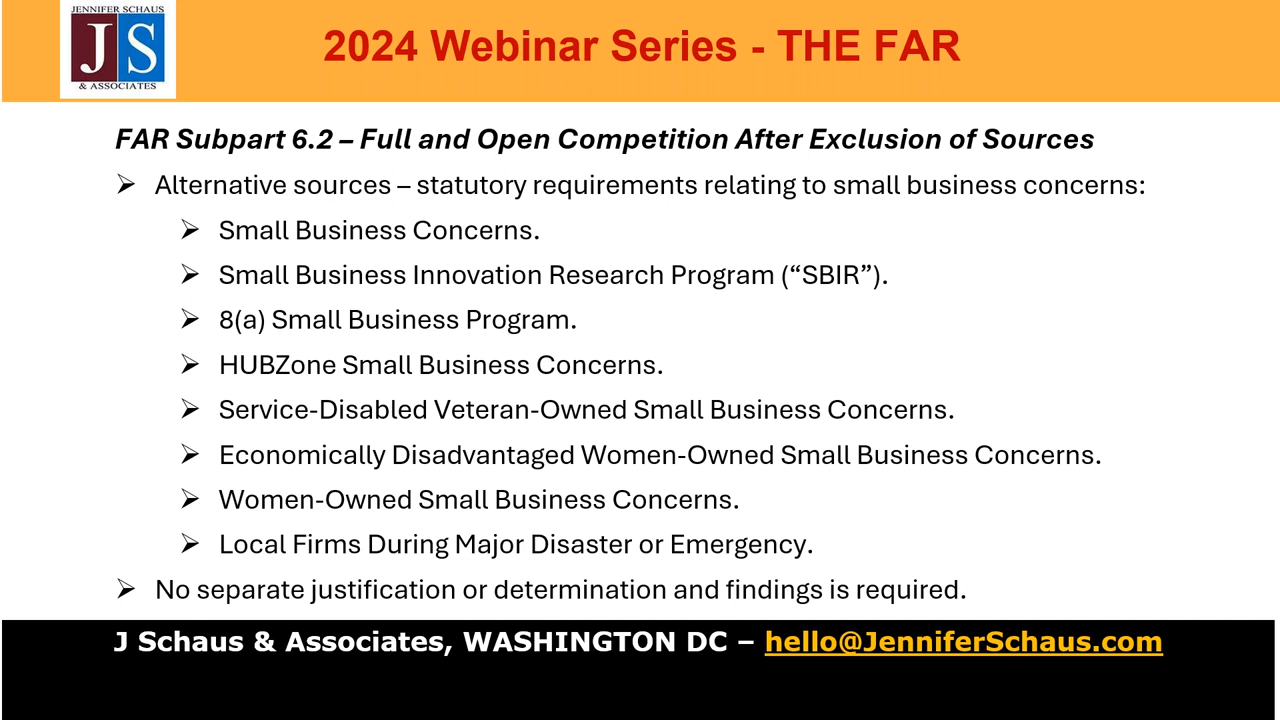 JENNIFER SCHAUS
JS
& ASSOCIATES
2024 Webinar Series - THE FAR
FAR Subpart 6.2 – Full and Open Competition After Exclusion of Sources
➢ Alternative sources – statutory requirements relating to small business concerns:
➢ Small Business Concerns.
➢ Small Business Innovation Research Program (“SBIR”).
➢ 8(a) Small Business Program.
➢ HUBZone Small Business Concerns.
➢ Service-Disabled Veteran-Owned Small Business Concerns.
➢ Economically Disadvantaged Women-Owned Small Business Concerns.
➢ Women-Owned Small Business Concerns.
➢ Local Firms During Major Disaster or Emergency.
➢ No separate justification or determination and findings is required.
J Schaus & Associates, WASHINGTON DC – hello@JenniferSchaus.com